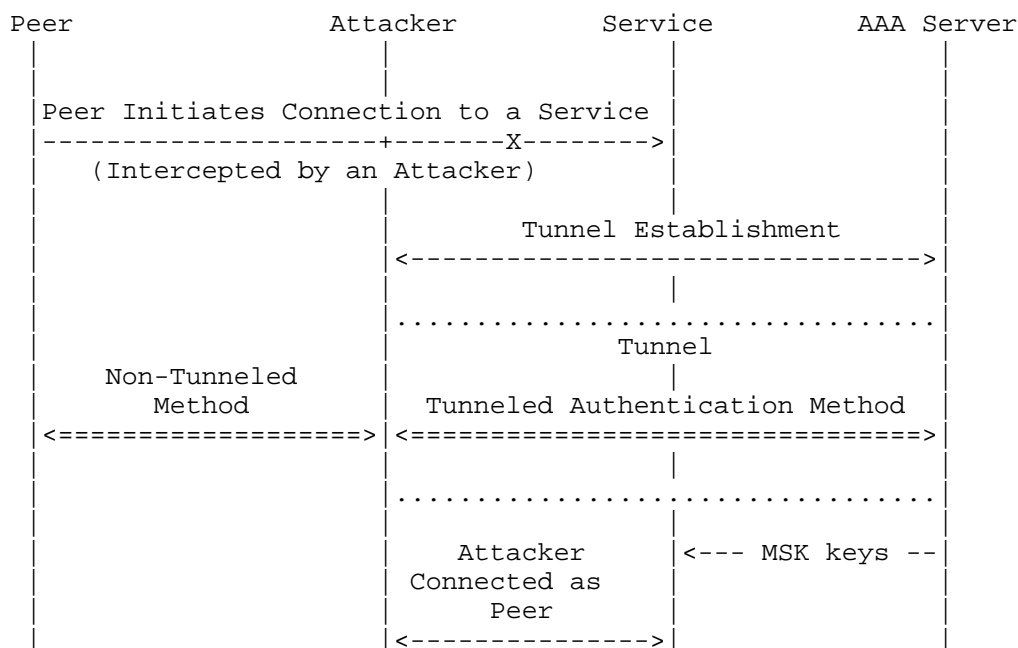 Peer Attacker Service AAA Server
Peer Initiates Connection to a Service
---------------------+-------X-------->
(Intercepted by an Attacker)
Tunnel Establishment
<-------------------------------->
..................................
Tunnel
Non-Tunneled
Method Tunneled Authentication Method
<====================> <================================>
..................................
Attacker <--- MSK keys --
Connected as
Peer
<--------------->